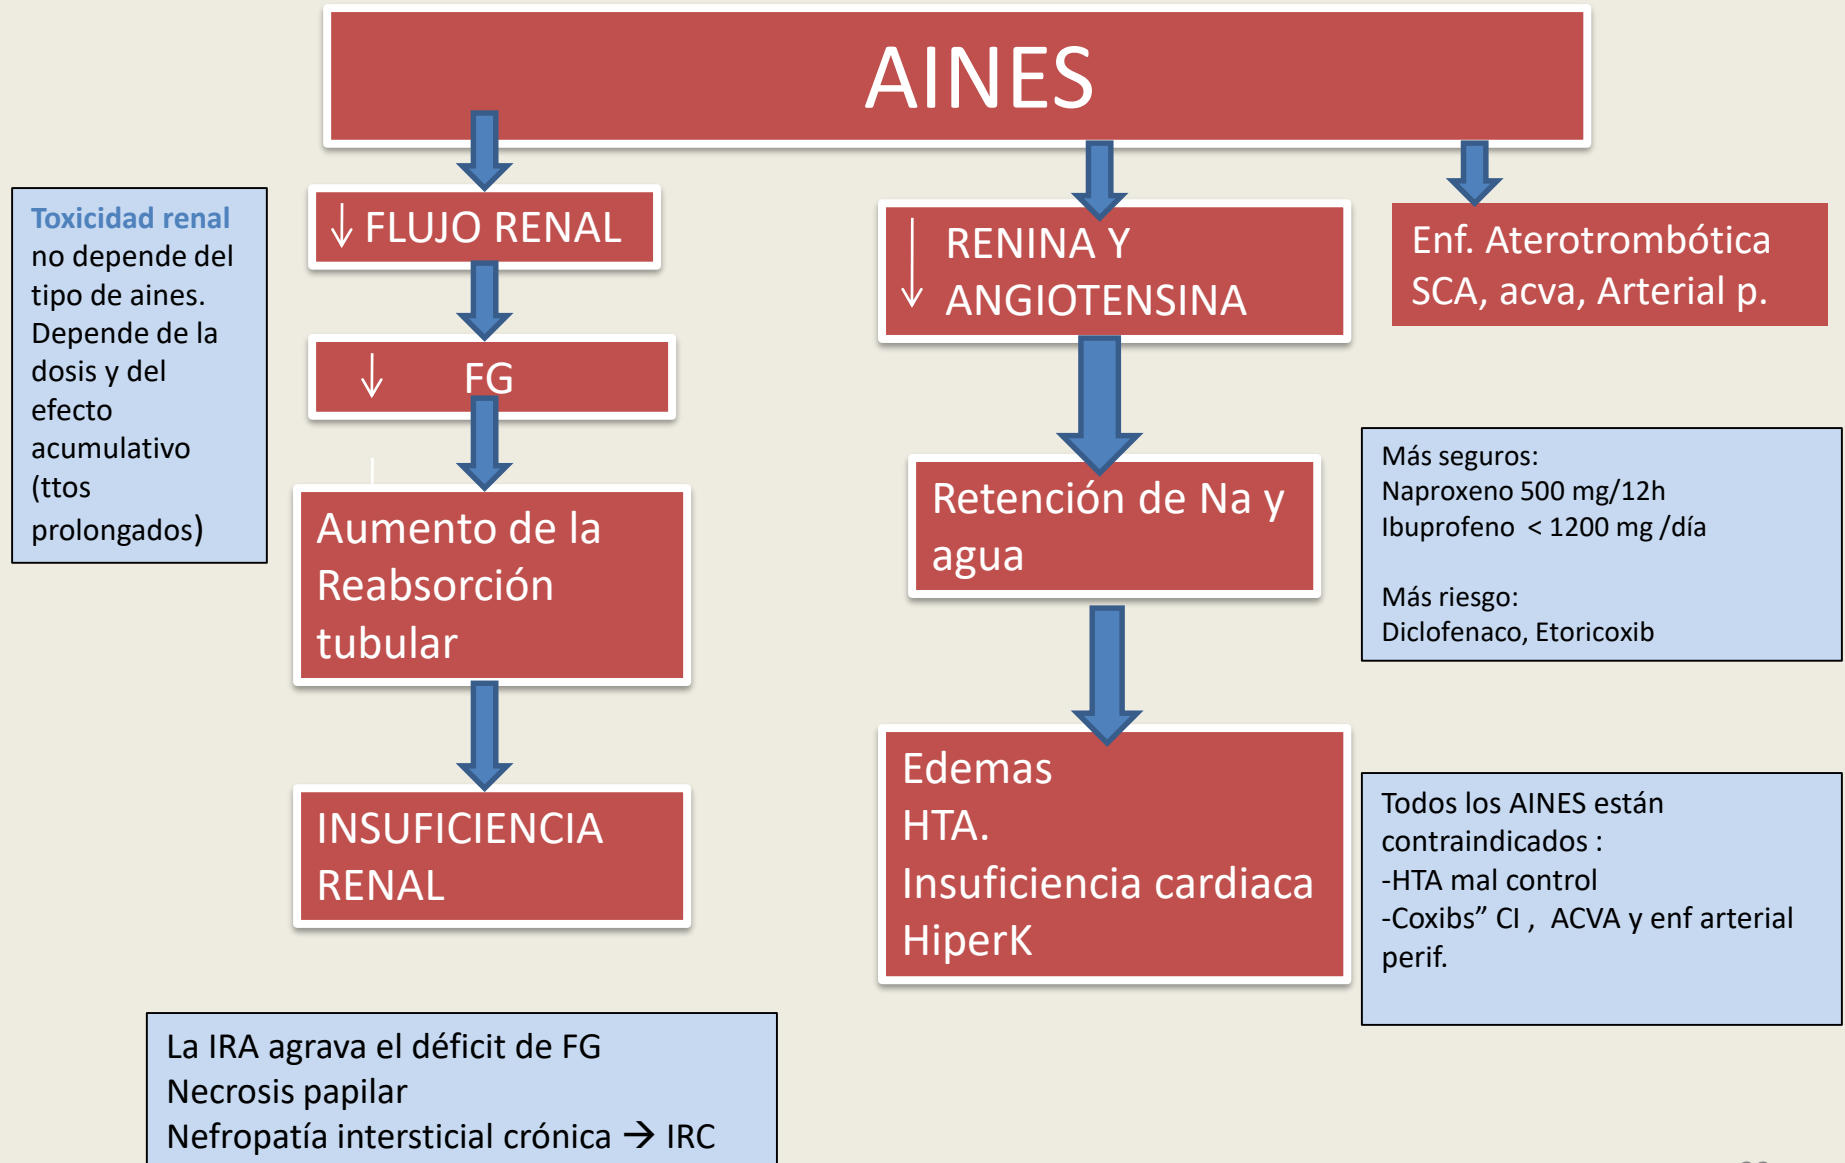 AINES
Toxicidad renal
no depende del
tipo de aines.
Depende de la
dosis y del
efecto
acumulativo
(ttos
prolongados)
↓ FLUJO RENAL
↓ FG
Aumento de la
Reabsorción
tubular
INSUFICIENCIA
RENAL
↓ RENINA Y
ANGIOTENSINA
Retención de Na y
agua
Edemas
HTA.
Insuficiencia cardiaca
HiperK
Enf. Aterotrombótica
SCA, acva, Arterial p.
Más seguros:
Naproxeno 500 mg/12h
Ibuprofeno < 1200 mg /día
Más riesgo:
Diclofenaco, Etoricoxib
Todos los AINES están
contraindicados :
-HTA mal control
-Coxibs” CI , ACVA y enf arterial
perif.
La IRA agrava el déficit de FG
Necrosis papilar
Nefropatía intersticial crónica → IRC